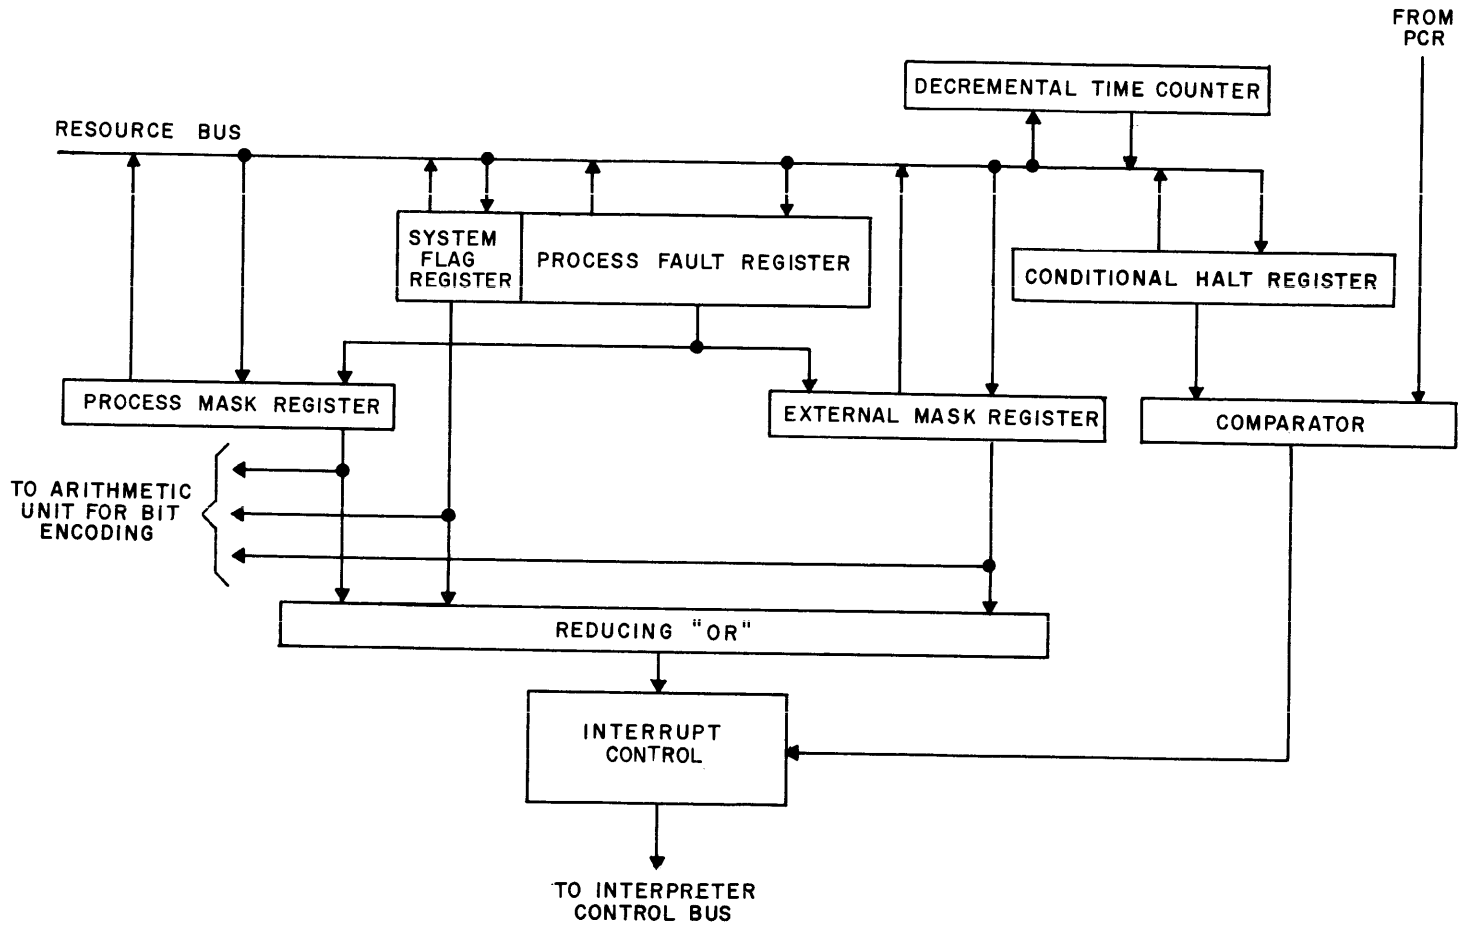 FROM
PCR
DECREMENTAL TIME COUNTER
RESOURCE BUS
SYSTEM
FLAG
REGISTER
PROCESS FAULT REGISTER
CONDITIONAL HALT REGISTER
PROCESS MASK REGISTER
EXTERNAL MASK REGISTER
COMPARATOR
TO ARITHMETIC
UNIT FOR BIT
ENCODING
REDUCING "OR"
INTERRUPT
CONTROL
TO INTERPRETER
CONTROL BUS